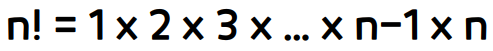 n! = 1 x 2 x 3 x ... x n-1 x n